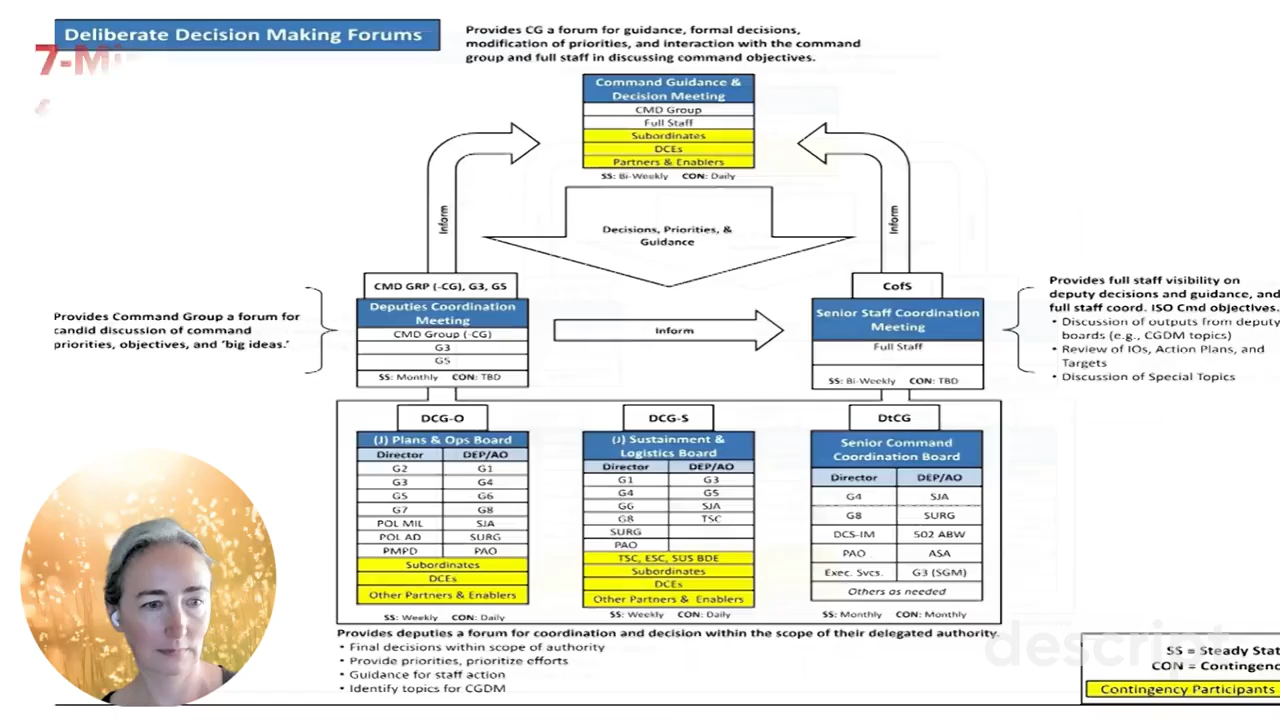 Deliberate Decision Making Forums
7-Mi
Provides CG a forum for guidance, formal decisions,
modification of priorities, and interaction with the command
group and full staff in discussing command objectives.
Command Guidance &
Decision Meeting
CMD Group
Full Staff
Subordinates
DCEs
Partners & Enablers
SS: Bi-Weekly CON: Daily
Inform
Inform
Decisions, Priorities, &
Guidance
Provides Command Group a forum for
candid discussion of command
priorities, objectives, and 'big ideas.'
CMD GRP (-CG), G3, G5
Deputies Coordination
Meeting
CMD Group (-CG)
G3
G5
SS: Monthly CON: TBD
Inform
CofS
Senior Staff Coordination
Meeting
Full Staff
SS: Bi-Weekly CON: TBD
Provides full staff visibility on
deputy decisions and guidance, and
full staff coord. ISO Cmd objectives.
• Discussion of outputs from deputy
boards (e.g., CGDM topics)
• Review of IOs, Action Plans, and
Targets
• Discussion of Special Topics
DCG-O
(J) Plans & Ops Board
Director DEP/AO
G2 G1
G3 G4
G5 G6
G7 G8
POL MIL SJA
POL AD SURG
PMPD PAO
Subordinates
DCEs
Other Partners & Enablers
SS: Weekly CON: Daily
DCG-S
(J) Sustainment &
Logistics Board
Director DEP/AO
G1 G3
G4 G5
G6 SJA
G8 TSC
SURG
PAO
TSC, ESC, SUS BDE
Subordinates
DCEs
Other Partners & Enablers
SS: Weekly CON: Daily
DtCG
Senior Command
Coordination Board
Director DEP/AO
G4 SJA
G8 SURG
DCS-IM 502 ABW
PAO ASA
Exec. Svcs. G3 (SGM)
Others as needed
SS: Monthly CON: Monthly
Provides deputies a forum for coordination and decision within the scope of their delegated authority.
• Final decisions within scope of authority
• Provide priorities, prioritize efforts
• Guidance for staff action
• Identify topics for CGDM
descript
SS = Steady Stat
CON = Contingenc
Contingency Participants